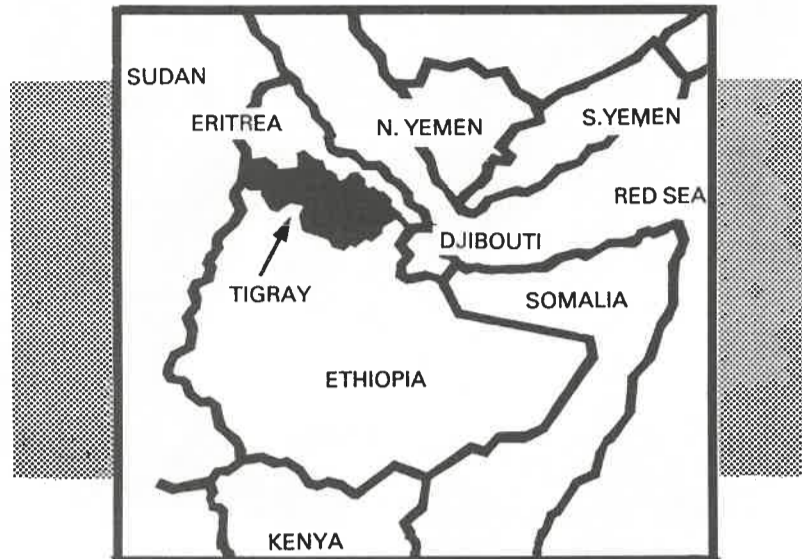 SUDAN
ERITREA
N. YEMEN
S.YEMEN
RED SEA
DJIBOUTI
TIGRAY
SOMALIA
ETHIOPIA
KENYA